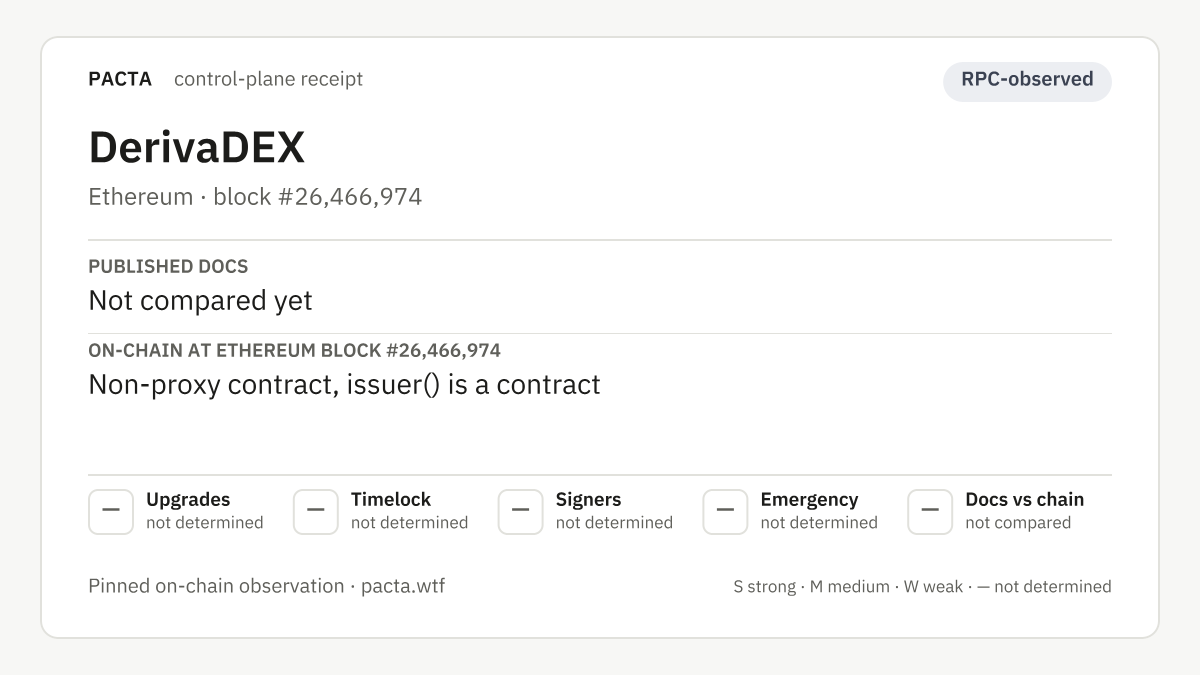 PACTA control-plane receipt
RPC-observed
DerivaDEX
Ethereum · block #26,466,974
PUBLISHED DOCS
Not compared yet
ON-CHAIN AT ETHEREUM BLOCK #26,466,974
Non-proxy contract, issuer() is a contract
— Upgrades
not determined
— Timelock
not determined
— Signers
not determined
— Emergency
not determined
— Docs vs chain
not compared
Pinned on-chain observation · pacta.wtf
S strong · M medium · W weak · — not determined